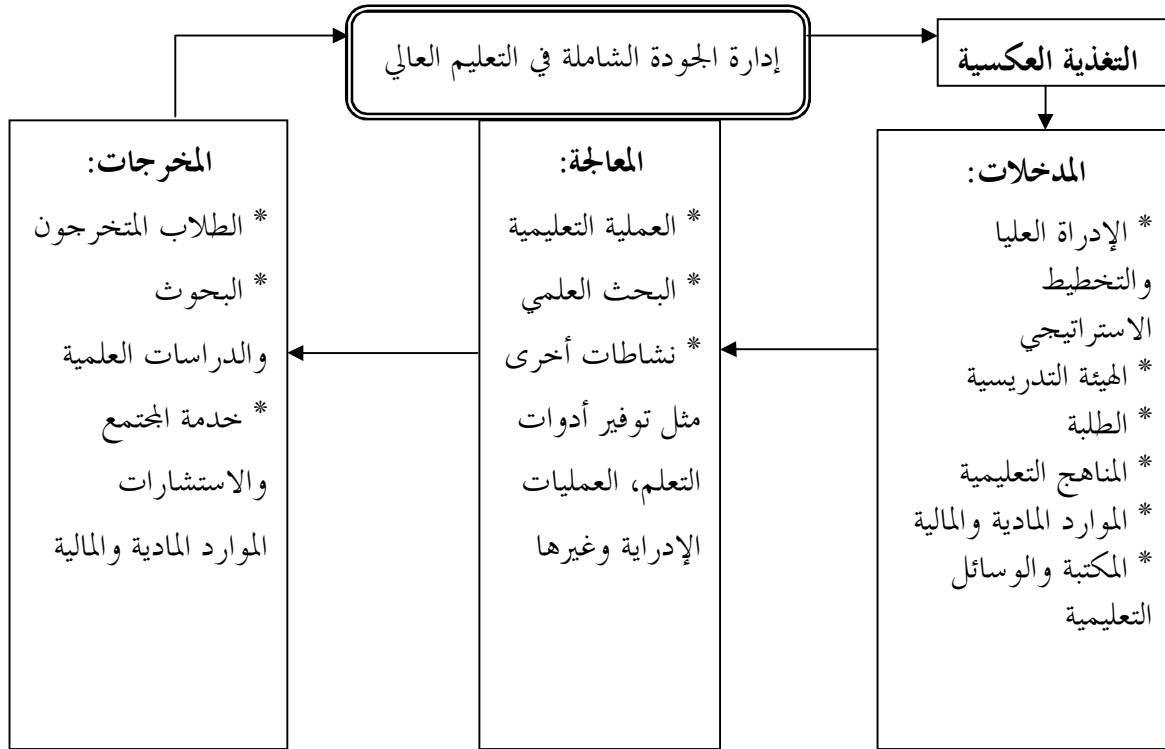 إدارة الجودة الشاملة في التعليم العالي
التغذية العكسية
المدخلات:
* الإدراة العليا
والتخطيط
الاستراتيجي
* الهيئة التدريسية
* الطلبة
* المناهج التعليمية
* الموارد المادية والمالية
* المكتبة والوسائل
التعليمية
المعالجة:
* العملية التعليمية
* البحث العلمي
* نشاطات أخرى
مثل توفير أدوات
التعلم، العمليات
الإدراية وغيرها
المخرجات:
* الطلاب المتخرجون
* البحوث
والدراسات العلمية
* خدمة المجتمع
والاستشارات
الموارد المادية والمالية